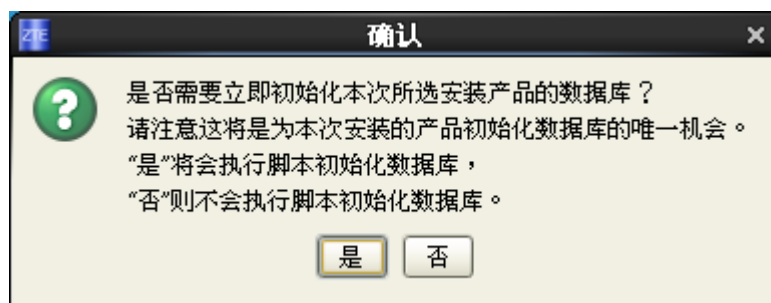 ZTE
确认
是否需要立即初始化本次所选安装产品的数据库？
请注意这将是为本次安装的产品初始化数据库的唯一机会。
“是”将会执行脚本初始化数据库，
“否”则不会执行脚本初始化数据库。
是
否